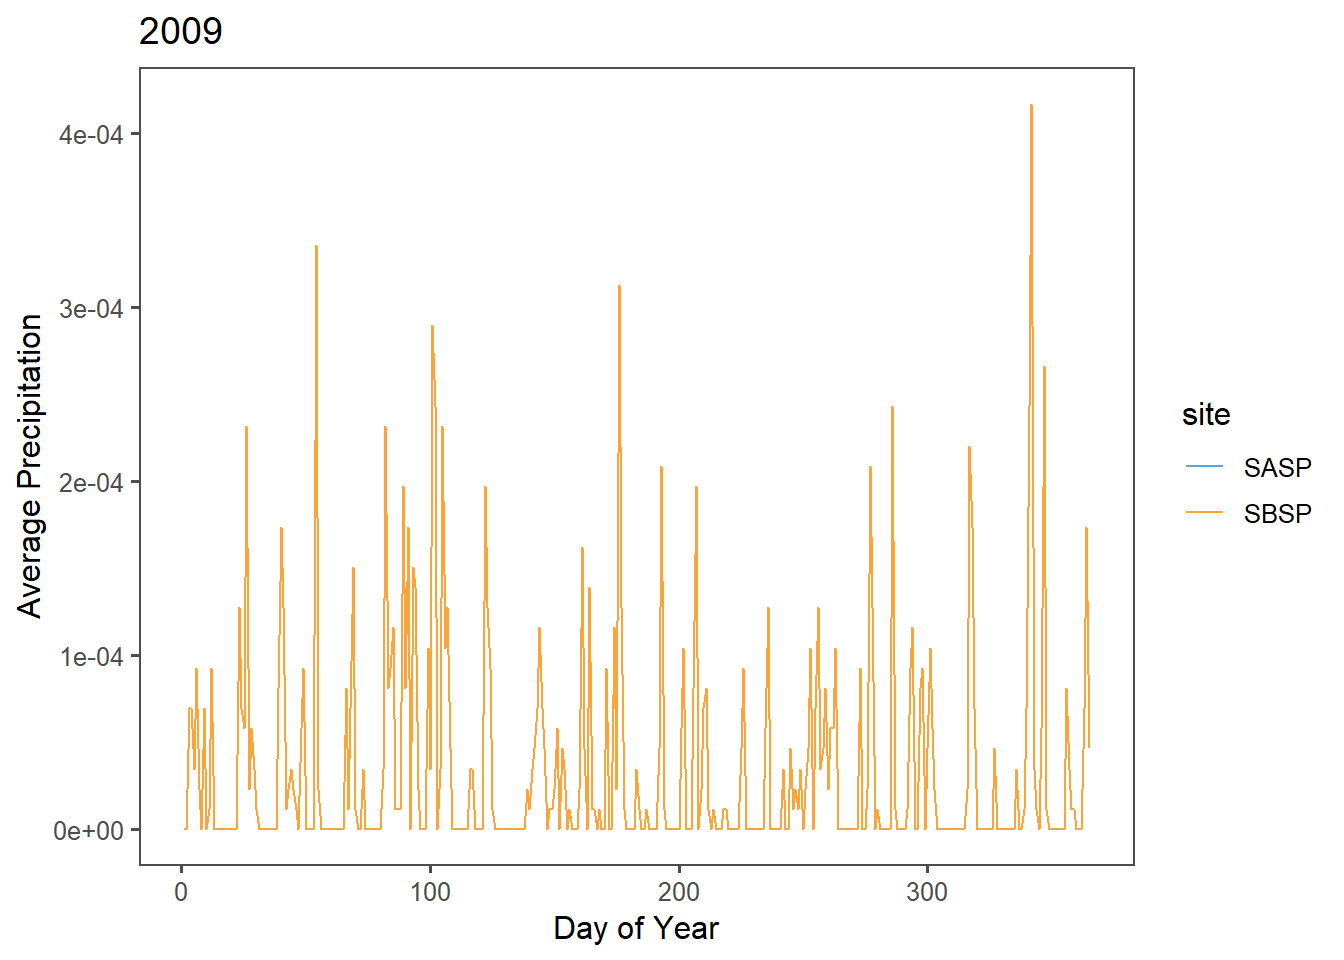 2009
Average Precipitation
4e-04
3e-04
2e-04
1e-04
0e+00
0 100 200 300
Day of Year
site
SASP
SBSP